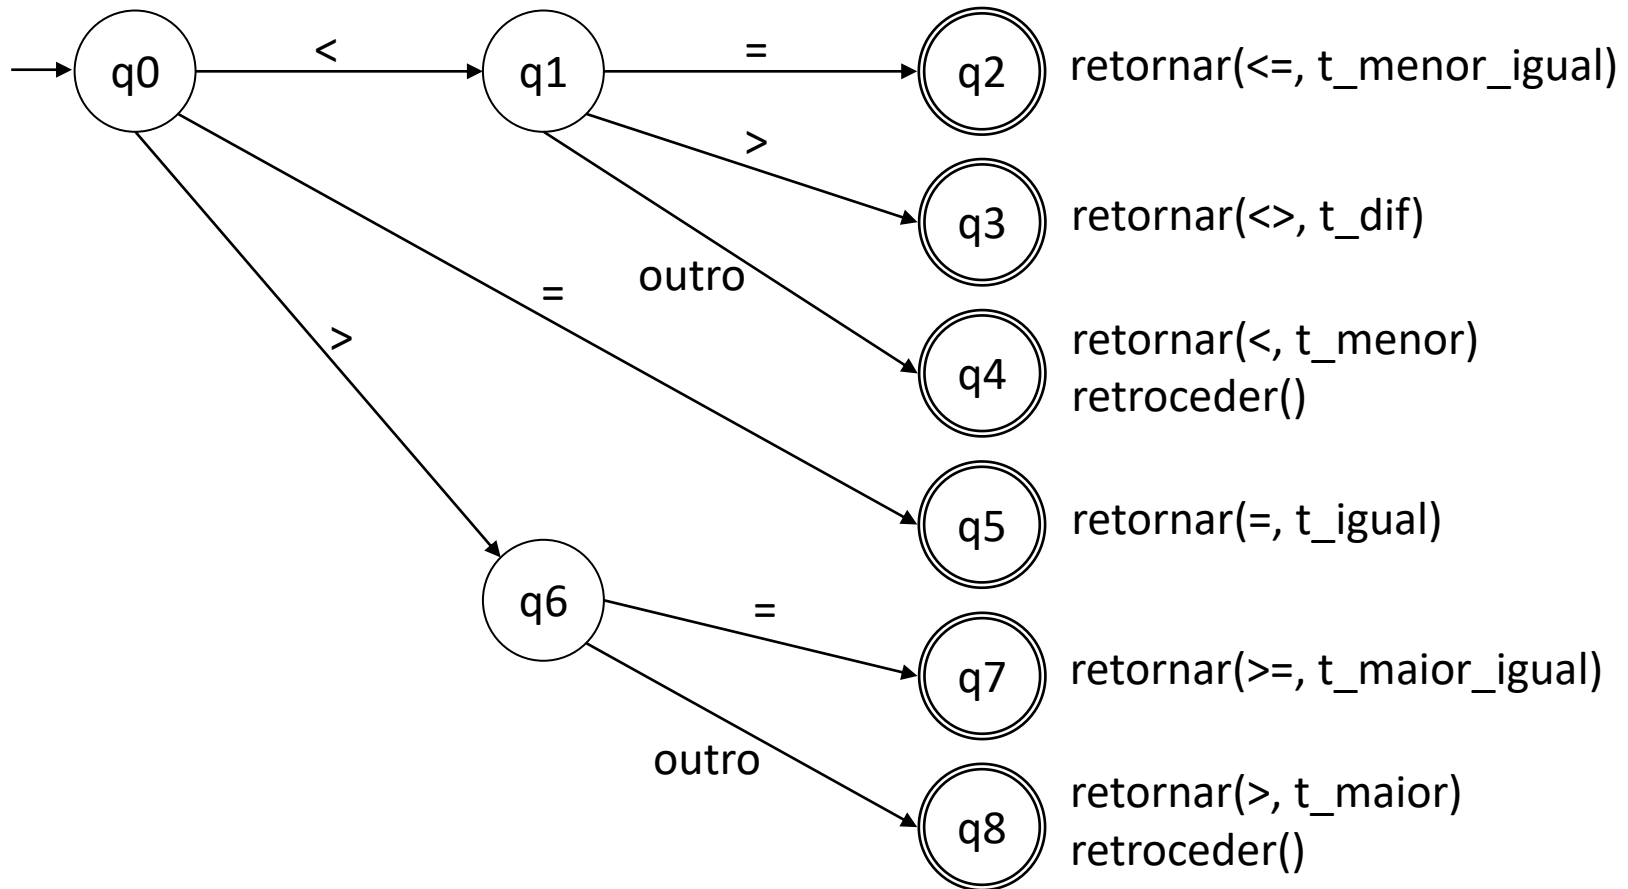 q0
<
q1
=
q2
retornar(<=, t_menor_igual)
>
q3
retornar(<>, t_dif)
outro
=
>
q4
retornar(<, t_menor)
retroceder()
q5
retornar(=, t_igual)
q6
=
q7
retornar(>=, t_maior_igual)
outro
q8
retornar(>, t_maior)
retroceder()